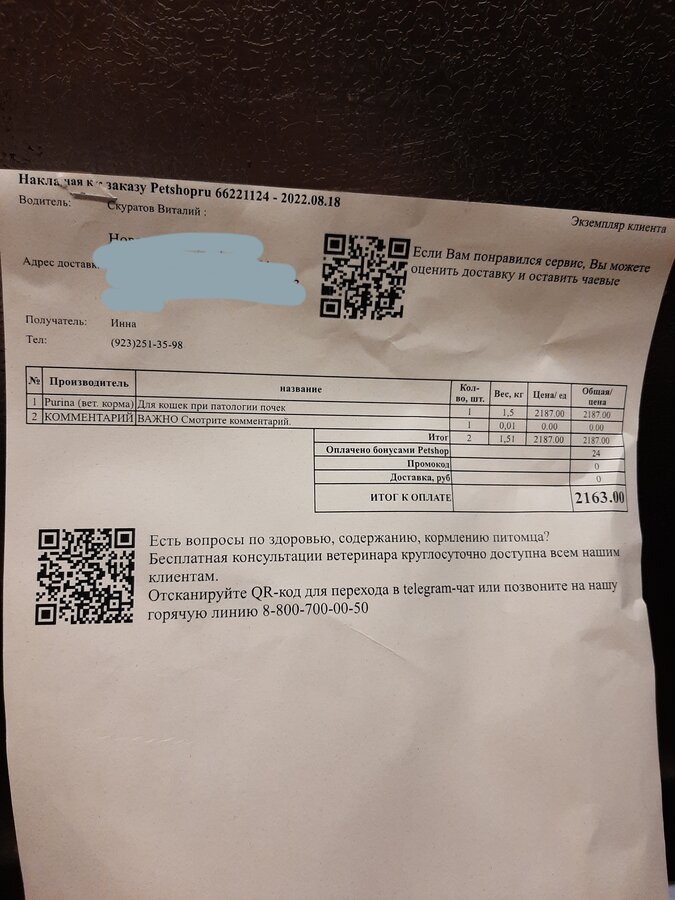 Накладная к заказу Petshopru 66221124 - 2022.08.18
Водитель: Скуратов Виталий :
Экземпляр клиента
Адрес доставк
Если Вам понравился сервис, Вы можете
оценить доставку и оставить чаевые
Получатель: Инна
Тел: (923)251-35-98
№ Производитель название Кол-во, шт. Вес, кг Цена/ ед Общая/ цена
1 Purina (вет. корма) Для кошек при патологии почек 1 1,5 2187.00 2187.00
2 КОММЕНТАРИЙ ВАЖНО Смотрите комментарий. 1 0,01 0.00 0.00
Итог 2 1,51 2187.00 2187.00
Оплачено бонусами Petshop 24
Промокод 0
Доставка, руб 0
ИТОГ К ОПЛАТЕ 2163.00
Есть вопросы по здоровью, содержанию, кормлению питомца?
Бесплатная консультации ветеринара круглосуточно доступна всем нашим
клиентам.
Отсканируйте QR-код для перехода в telegram-чат или позвоните на нашу
горячую линию 8-800-700-00-50